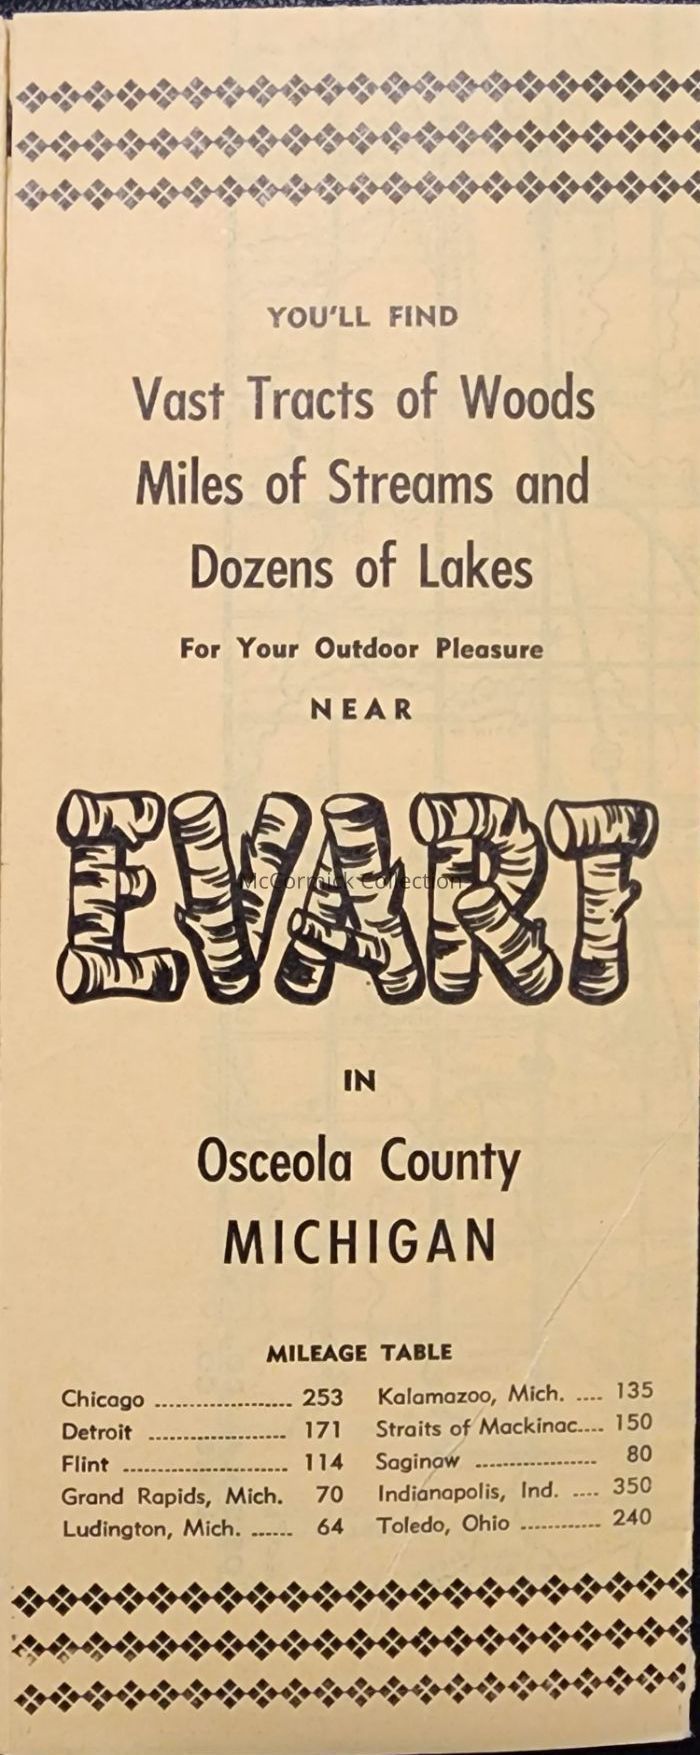 YOU'LL FIND
Vast Tracts of Woods
Miles of Streams and
Dozens of Lakes
For Your Outdoor Pleasure
NEAR
EVART
McCormick Collection
IN
Osceola County
MICHIGAN
MILEAGE TABLE
Chicago ...................... 253 Kalamazoo, Mich. .... 135
Detroit ...................... 171 Straits of Mackinac.... 150
Flint ............................ 114 Saginaw .................... 80
Grand Rapids, Mich. 70 Indianapolis, Ind. .... 350
Ludington, Mich. ...... 64 Toledo, Ohio ............ 240